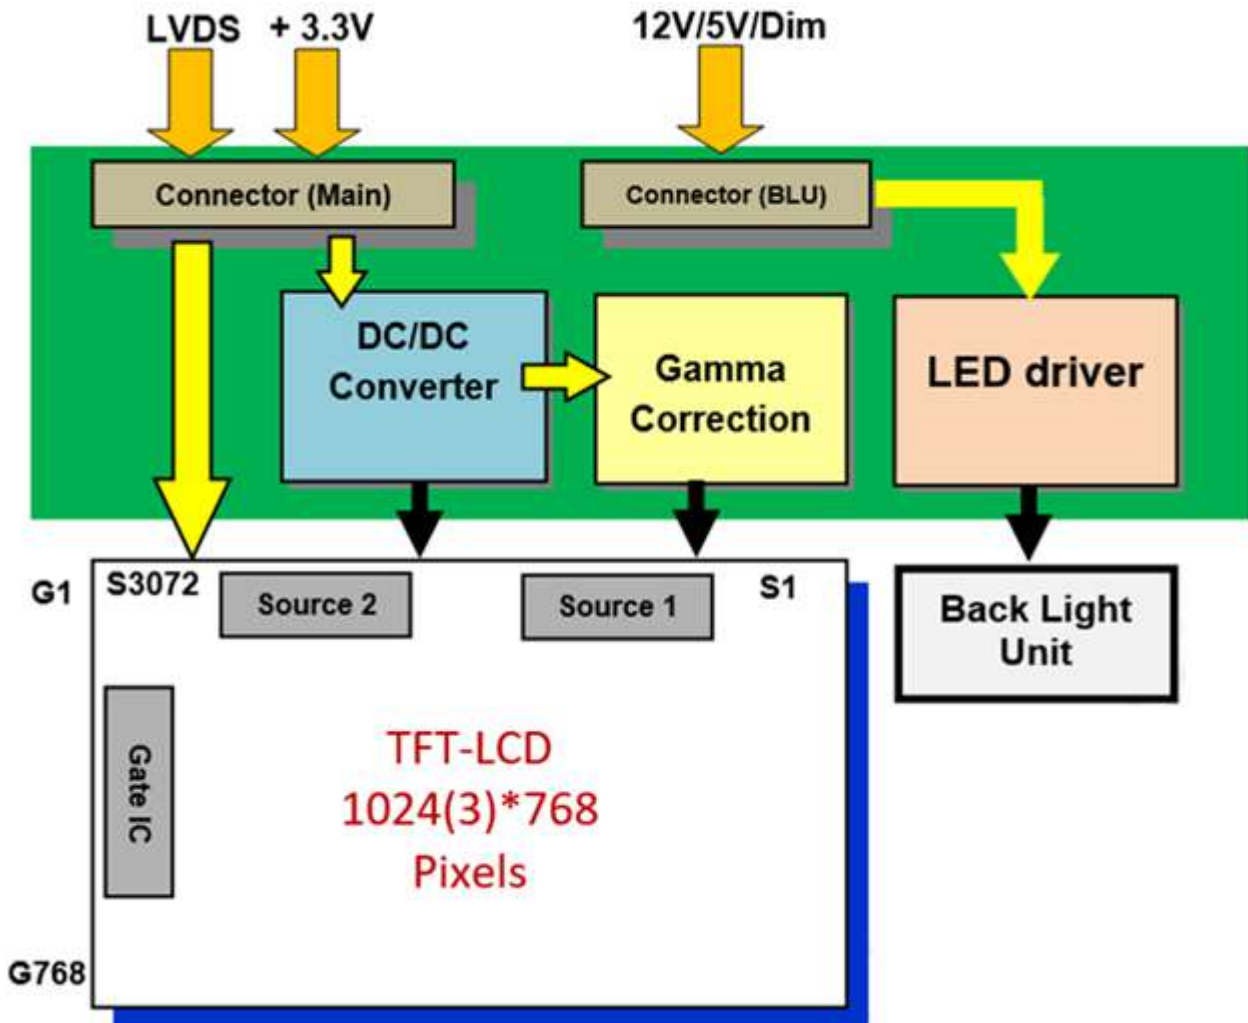 LVDS + 3.3V 12V/5V/Dim
Connector (Main)
Connector (BLU)
DC/DC
Converter
Gamma
Correction
LED driver
G1
S3072
Source 2
Source 1
S1
Back Light
Unit
Gate IC
TFT-LCD
1024(3)*768
Pixels
G768